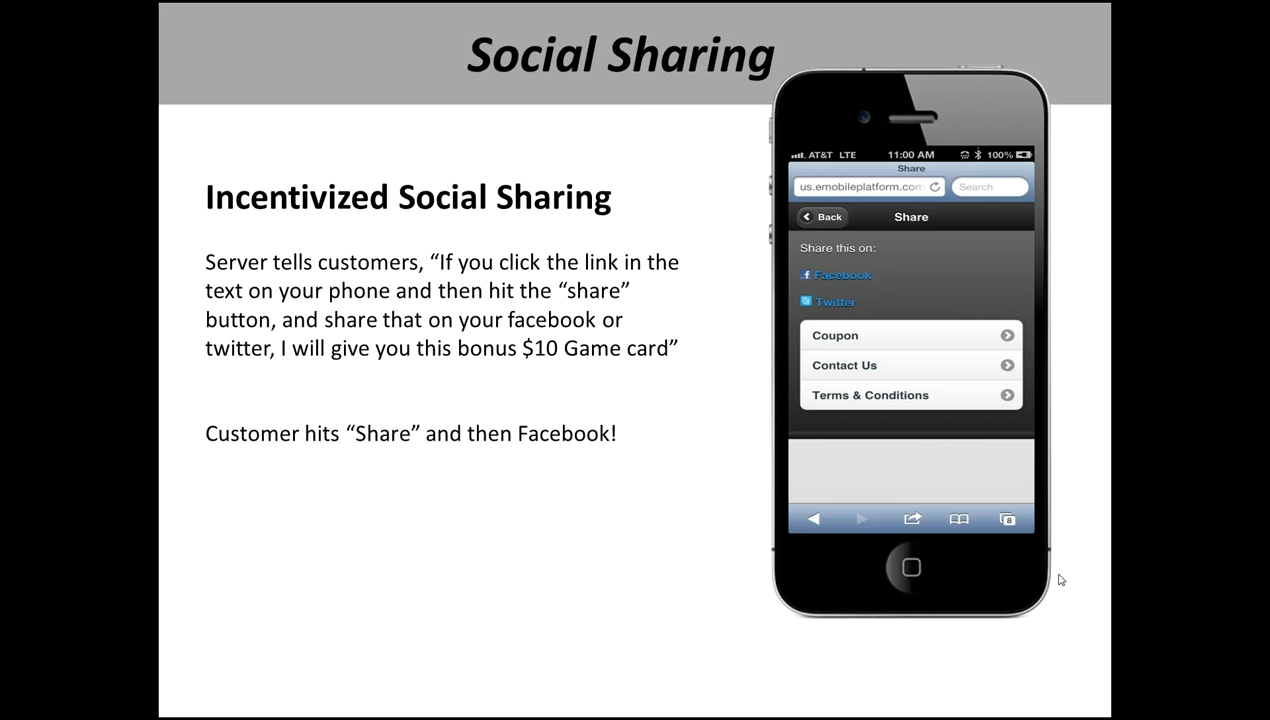 Social Sharing
Incentivized Social Sharing
Server tells customers, “If you click the link in the
text on your phone and then hit the “share”
button, and share that on your facebook or
twitter, I will give you this bonus $10 Game card”
Customer hits “Share” and then Facebook!
AT&T LTE 11:00 AM 100%
Share
us.emobileplatform.com Search
Back Share
Share this on:
Facebook
Twitter
Coupon
Contact Us
Terms & Conditions
8